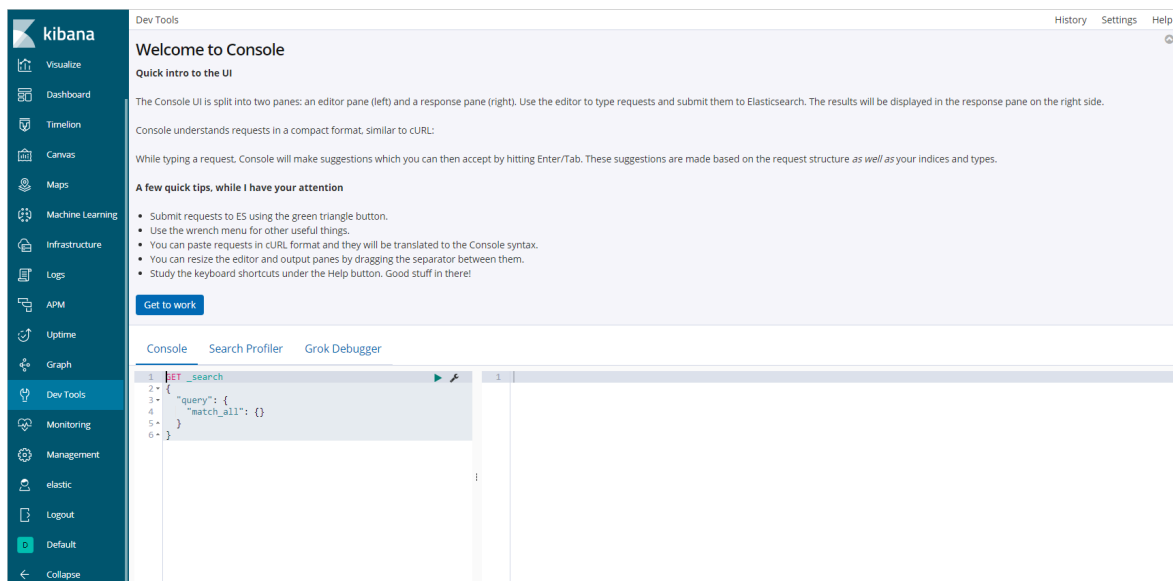 kibana
Visualize
Dashboard
Timelion
Canvas
Maps
Machine Learning
Infrastructure
Logs
APM
Uptime
Graph
Dev Tools
Monitoring
Management
elastic
Logout
D Default
Collapse
Dev Tools
History Settings Help
Welcome to Console
Quick intro to the UI
The Console UI is split into two panes: an editor pane (left) and a response pane (right). Use the editor to type requests and submit them to Elasticsearch. The results will be displayed in the response pane on the right side.
Console understands requests in a compact format, similar to cURL:
While typing a request, Console will make suggestions which you can then accept by hitting Enter/Tab. These suggestions are made based on the request structure as well as your indices and types.
A few quick tips, while I have your attention
• Submit requests to ES using the green triangle button.
• Use the wrench menu for other useful things.
• You can paste requests in cURL format and they will be translated to the Console syntax.
• You can resize the editor and output panes by dragging the separator between them.
• Study the keyboard shortcuts under the Help button. Good stuff in there!
Get to work
Console Search Profiler Grok Debugger
1 GET _search
2 {
3 "query": {
4 "match_all": {}
5 }
6 }
1